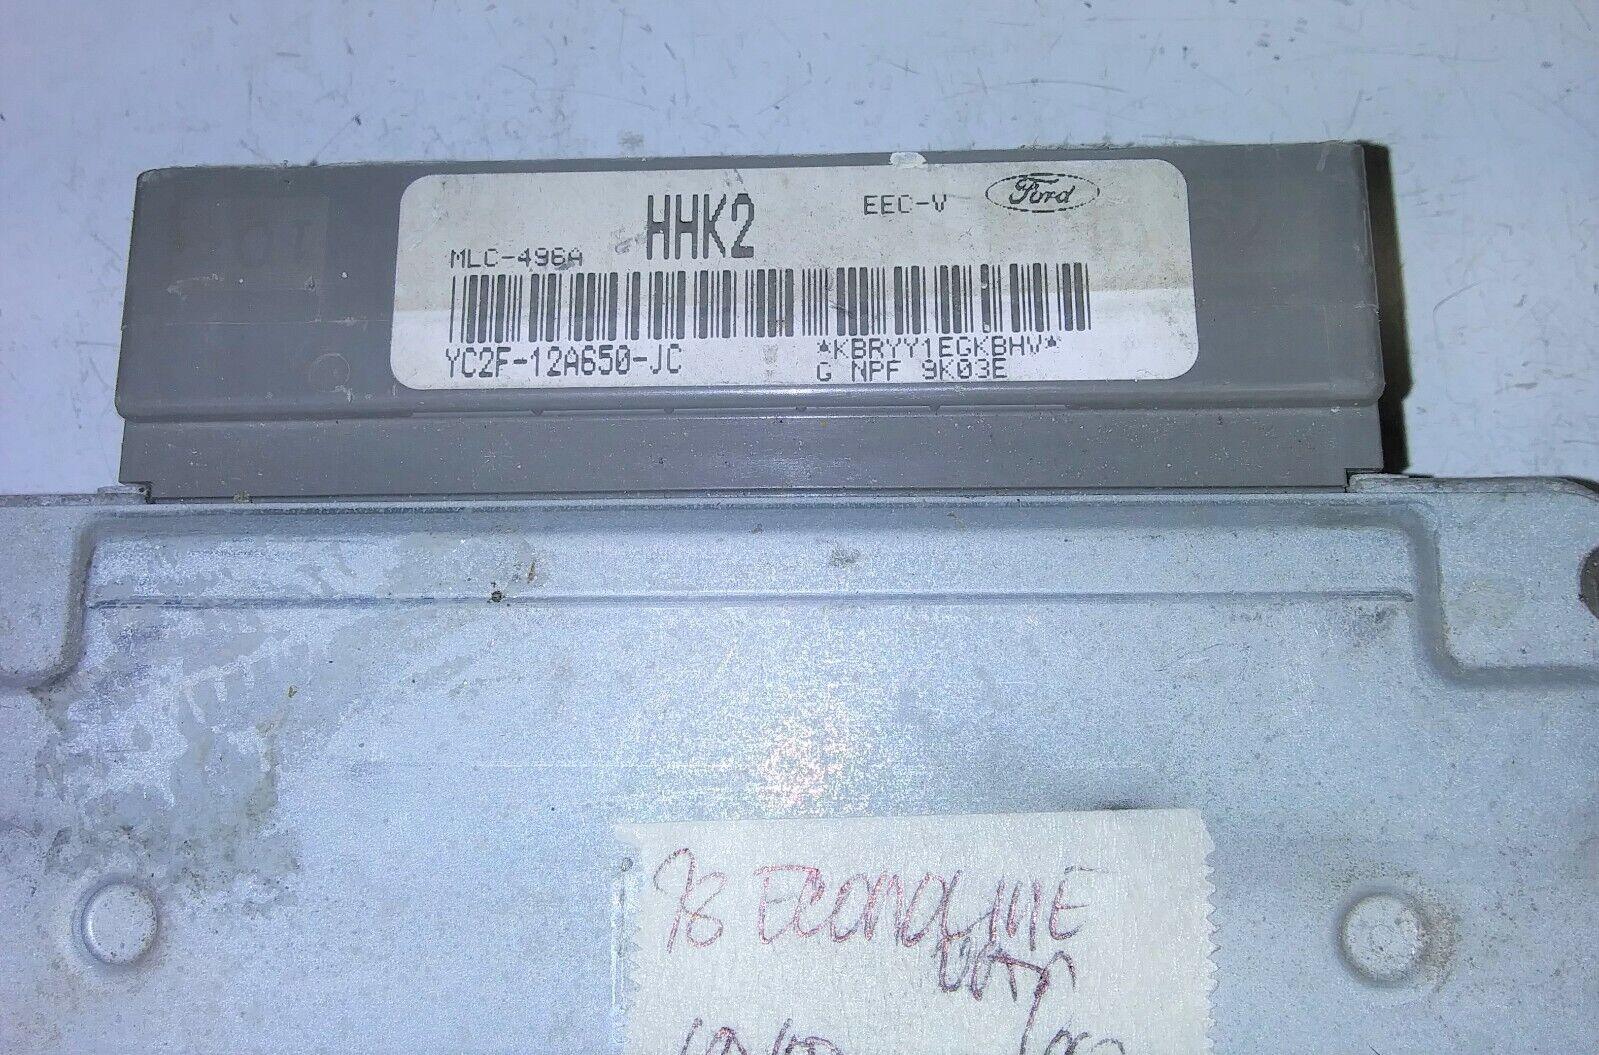 HHK2 EEC-V Ford
MLC-496A
YC2F-12A650-JC *KBRYY1EGKBHV*
G NPF 9K03E
98 ECONOLINE